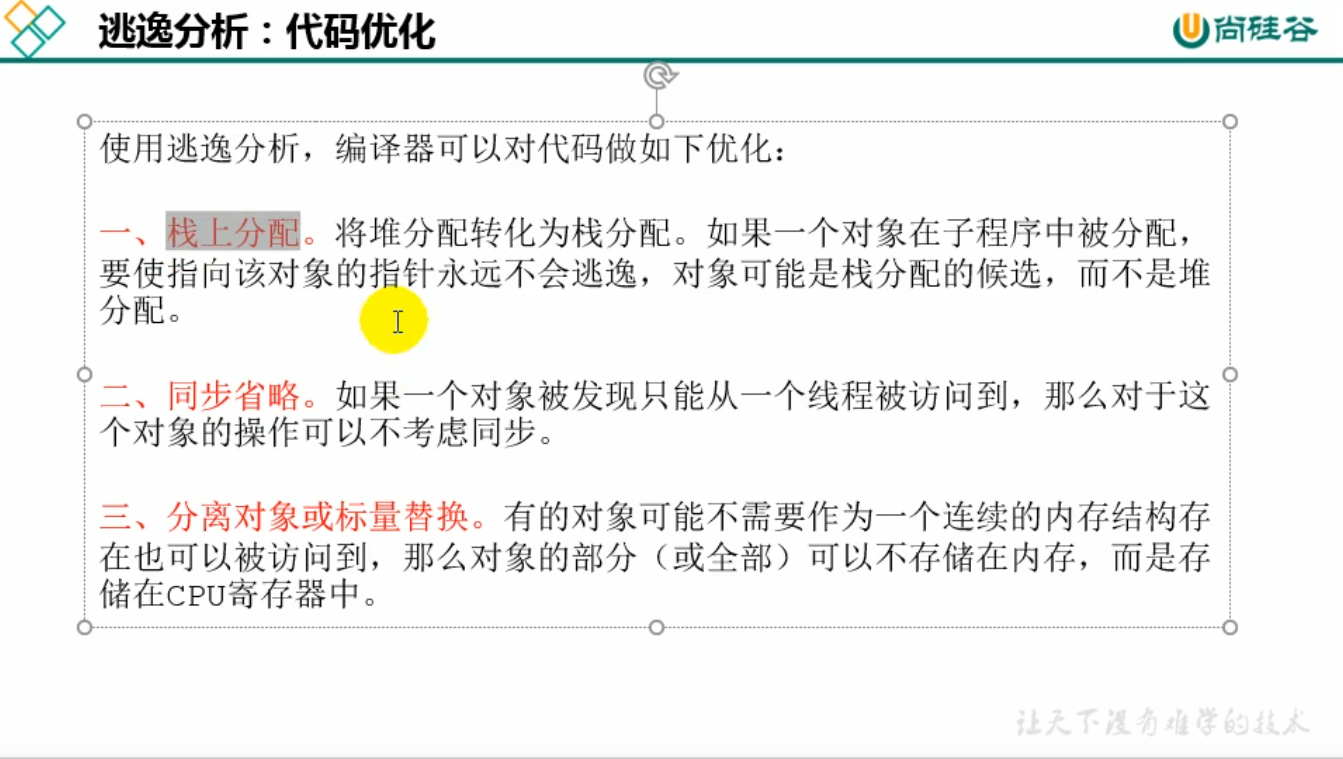 逃逸分析：代码优化
尚硅谷
使用逃逸分析，编译器可以对代码做如下优化：
一、栈上分配。将堆分配转化为栈分配。如果一个对象在子程序中被分配，
要使指向该对象的指针永远不会逃逸，对象可能是栈分配的候选，而不是堆
分配。
二、同步省略。如果一个对象被发现只能从一个线程被访问到，那么对于这
个对象的操作可以不考虑同步。
三、分离对象或标量替换。有的对象可能不需要作为一个连续的内存结构存
在也可以被访问到，那么对象的部分（或全部）可以不存储在内存，而是存
储在CPU寄存器中。
让天下没有难学的技术